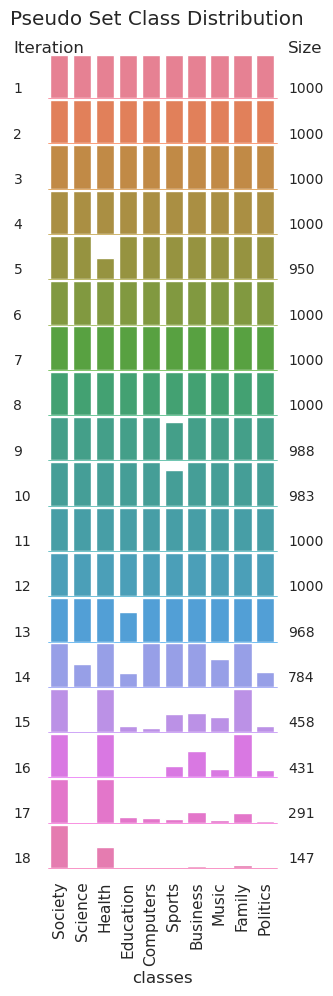 Pseudo Set Class Distribution
Iteration Size
1 1000
2 1000
3 1000
4 1000
5 950
6 1000
7 1000
8 1000
9 988
10 983
11 1000
12 1000
13 968
14 784
15 458
16 431
17 291
18 147
Society
Science
Health
Education
Computers
Sports
Business
Music
Family
Politics
classes